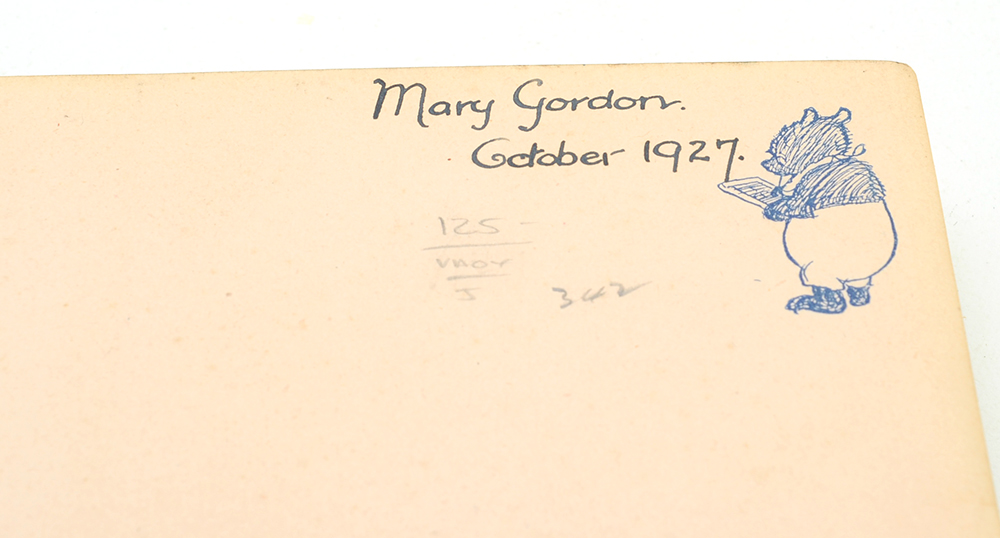 Mary Gordon.
October 1927.
125-
342